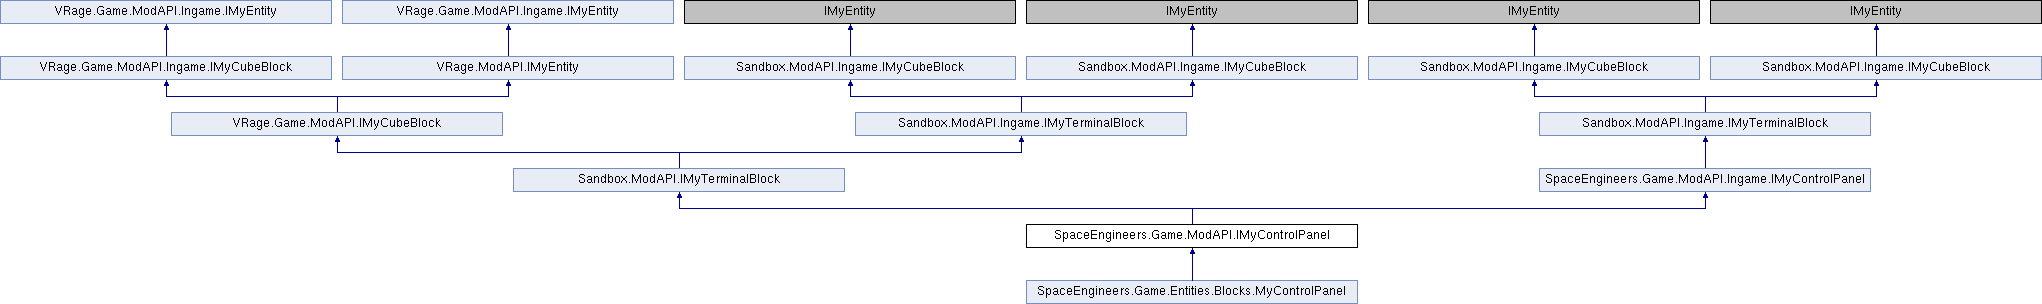 VRage.Game.ModAPI.Ingame.IMyEntity
VRage.Game.ModAPI.Ingame.IMyEntity
IMyEntity
IMyEntity
IMyEntity
IMyEntity
VRage.Game.ModAPI.Ingame.IMyCubeBlock
VRage.ModAPI.IMyEntity
Sandbox.ModAPI.Ingame.IMyCubeBlock
Sandbox.ModAPI.Ingame.IMyCubeBlock
Sandbox.ModAPI.Ingame.IMyCubeBlock
Sandbox.ModAPI.Ingame.IMyCubeBlock
VRage.Game.ModAPI.IMyCubeBlock
Sandbox.ModAPI.Ingame.IMyTerminalBlock
Sandbox.ModAPI.Ingame.IMyTerminalBlock
Sandbox.ModAPI.IMyTerminalBlock
SpaceEngineers.Game.ModAPI.Ingame.IMyControlPanel
SpaceEngineers.Game.ModAPI.IMyControlPanel
SpaceEngineers.Game.Entities.Blocks.MyControlPanel